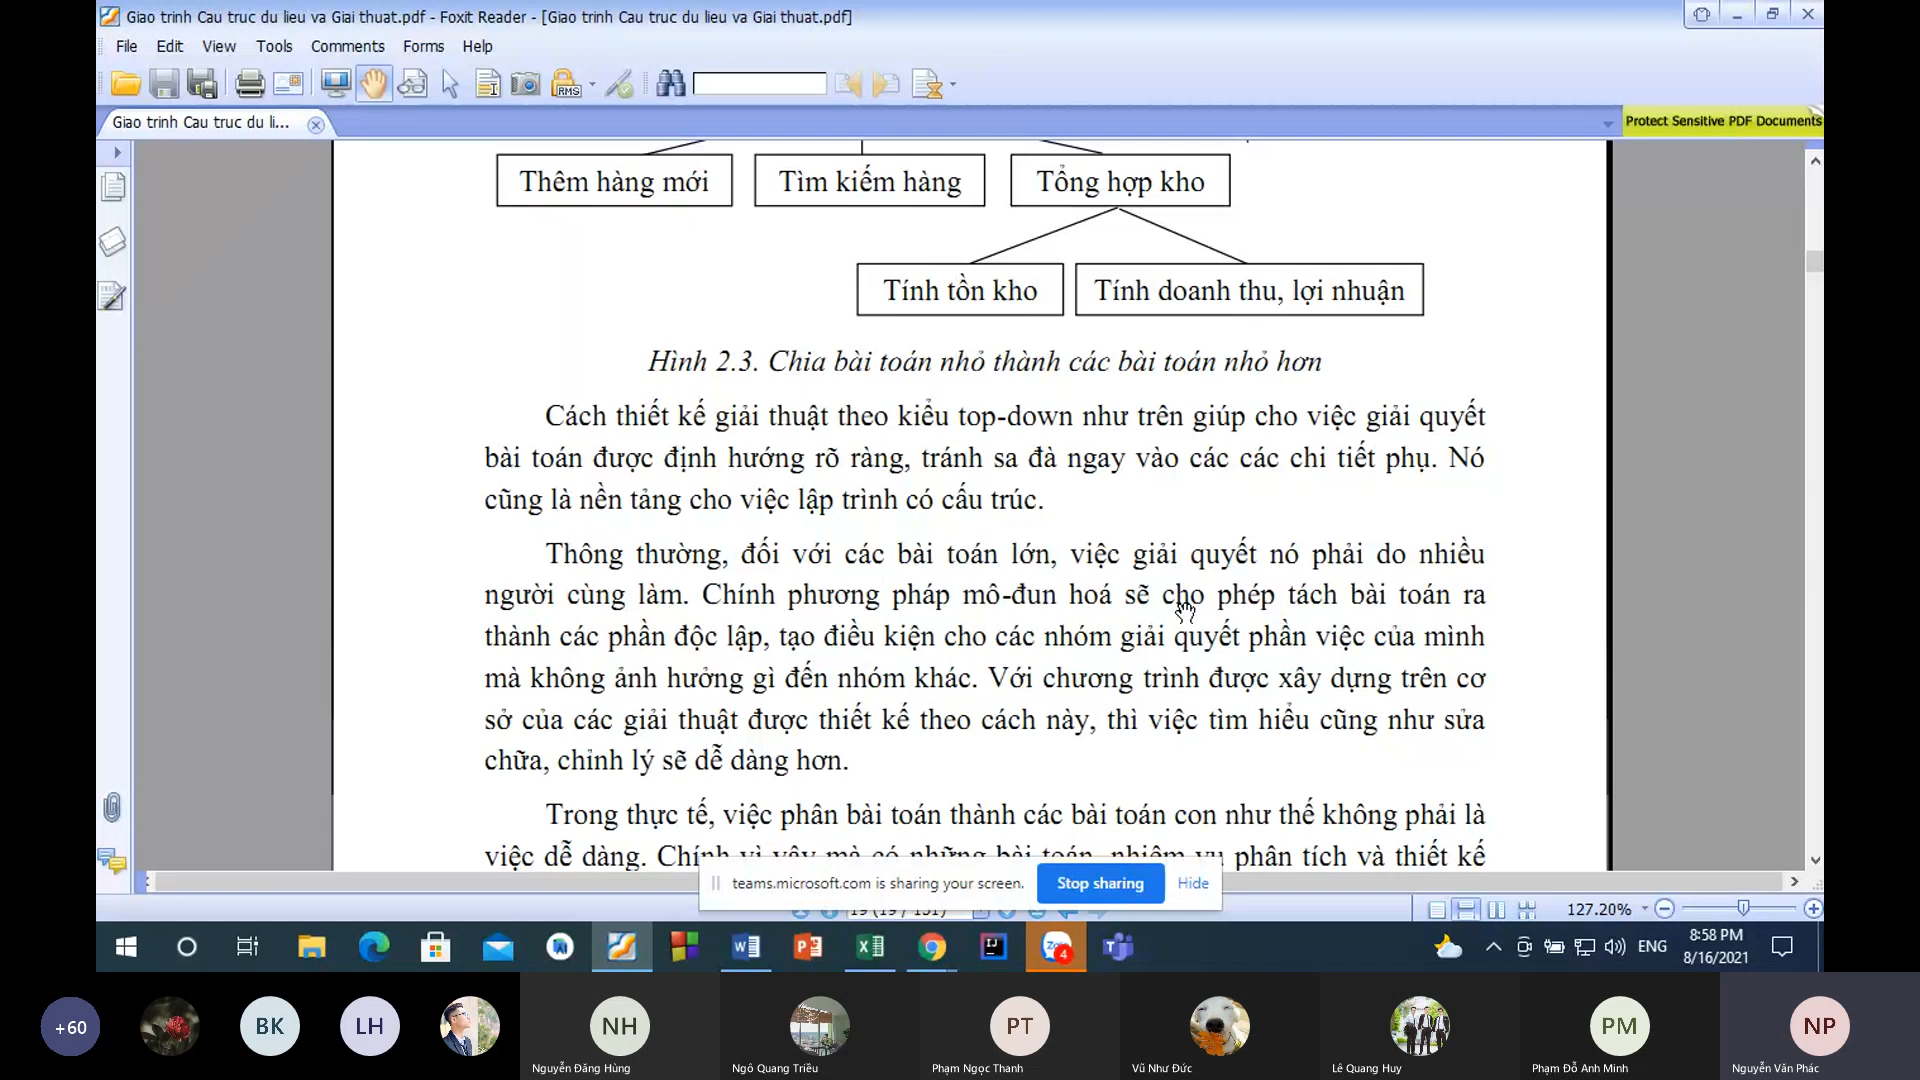 Giao trinh Cau truc du lieu va Giai thuat.pdf - Foxit Reader - [Giao trinh Cau truc du lieu va Giai thuat.pdf]
File Edit View Tools Comments Forms Help
RMS
Giao trinh Cau truc du li...
Protect Sensitive PDF Documents
Thêm hàng mới
Tìm kiếm hàng
Tổng hợp kho
Tính tồn kho
Tính doanh thu, lợi nhuận
Hình 2.3. Chia bài toán nhỏ thành các bài toán nhỏ hơn
Cách thiết kế giải thuật theo kiểu top-down như trên giúp cho việc giải quyết
bài toán được định hướng rõ ràng, tránh sa đà ngay vào các các chi tiết phụ. Nó
cũng là nền tảng cho việc lập trình có cấu trúc.
Thông thường, đối với các bài toán lớn, việc giải quyết nó phải do nhiều
người cùng làm. Chính phương pháp mô-đun hoá sẽ cho phép tách bài toán ra
thành các phần độc lập, tạo điều kiện cho các nhóm giải quyết phần việc của mình
mà không ảnh hưởng gì đến nhóm khác. Với chương trình được xây dựng trên cơ
sở của các giải thuật được thiết kế theo cách này, thì việc tìm hiểu cũng như sửa
chữa, chỉnh lý sẽ dễ dàng hơn.
Trong thực tế, việc phân bài toán thành các bài toán con như thế không phải là
việc dễ dàng. Chính vì vậy mà có những bài toán, nhiệm vụ phân tích và thiết kế
teams.microsoft.com is sharing your screen. Stop sharing Hide
19 (19 / 151)
127.20%
ENG
8:58 PM
8/16/2021
4
+60
BK
LH
NH
PT
PM
NP
Nguyễn Đăng Hùng
Ngô Quang Triều
Phạm Ngọc Thanh
Vũ Như Đức
Lê Quang Huy
Phạm Đỗ Anh Minh
Nguyễn Văn Phác